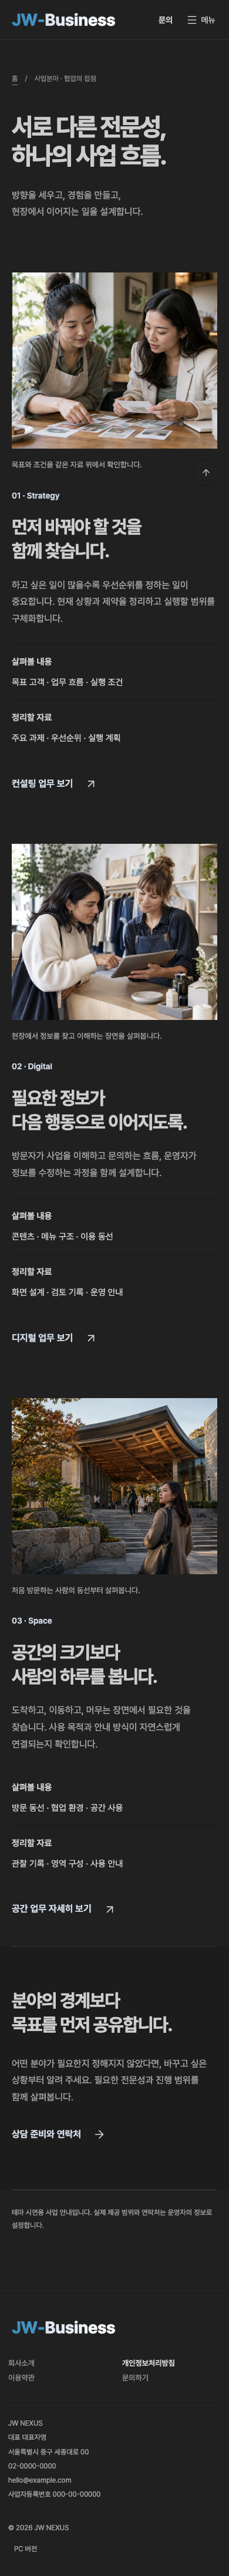 JW-Business 문의 메뉴
홈 / 사업분야 · 협업의 접점
서로 다른 전문성,
하나의 사업 흐름.
방향을 세우고, 경험을 만들고,
현장에서 이어지는 일을 설계합니다.
목표와 조건을 같은 자료 위에서 확인합니다.
01 · Strategy
먼저 바꿔야 할 것을
함께 찾습니다.
하고 싶은 일이 많을수록 우선순위를 정하는 일이
중요합니다. 현재 상황과 제약을 정리하고 실행할 범위를
구체화합니다.
살펴볼 내용
목표 고객 · 업무 흐름 · 실행 조건
정리할 자료
주요 과제 · 우선순위 · 실행 계획
컨설팅 업무 보기
현장에서 정보를 찾고 이해하는 장면을 살펴봅니다.
02 · Digital
필요한 정보가
다음 행동으로 이어지도록.
방문자가 사업을 이해하고 문의하는 흐름, 운영자가
정보를 수정하는 과정을 함께 설계합니다.
살펴볼 내용
콘텐츠 · 메뉴 구조 · 이용 동선
정리할 자료
화면 설계 · 검토 기록 · 운영 안내
디지털 업무 보기
처음 방문하는 사람의 동선부터 살펴봅니다.
03 · Space
공간의 크기보다
사람의 하루를 봅니다.
도착하고, 이동하고, 머무는 장면에서 필요한 것을
찾습니다. 사용 목적과 안내 방식이 자연스럽게
연결되는지 확인합니다.
살펴볼 내용
방문 동선 · 협업 환경 · 공간 사용
정리할 자료
관찰 기록 · 영역 구성 · 사용 안내
공간 업무 자세히 보기
분야의 경계보다
목표를 먼저 공유합니다.
어떤 분야가 필요한지 정해지지 않았다면, 바꾸고 싶은
상황부터 알려 주세요. 필요한 전문성과 진행 범위를
함께 살펴봅니다.
상담 준비와 연락처
테마 시연용 사업 안내입니다. 실제 제공 범위와 연락처는 운영자의 정보로
설정합니다.
JW-Business
회사소개 개인정보처리방침
이용약관 문의하기
JW NEXUS
대표 대표자명
서울특별시 중구 세종대로 00
02-0000-0000
hello@example.com
사업자등록번호 000-00-00000
© 2026 JW NEXUS
PC 버전